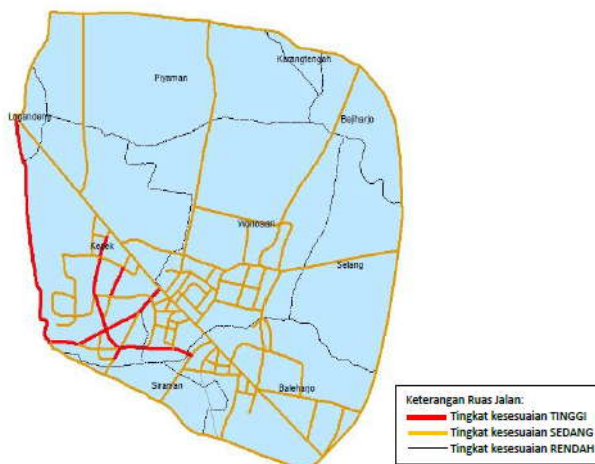 Karangtengah
Piyaman
Logandeng
Bejiharjo
Wonosari
Kepek
Selang
Siraman
Baleharjo
Keterangan Ruas Jalan:
Tingkat kesesuaian TINGGI
Tingkat kesesuaian SEDANG
Tingkat kesesuaian RENDAH